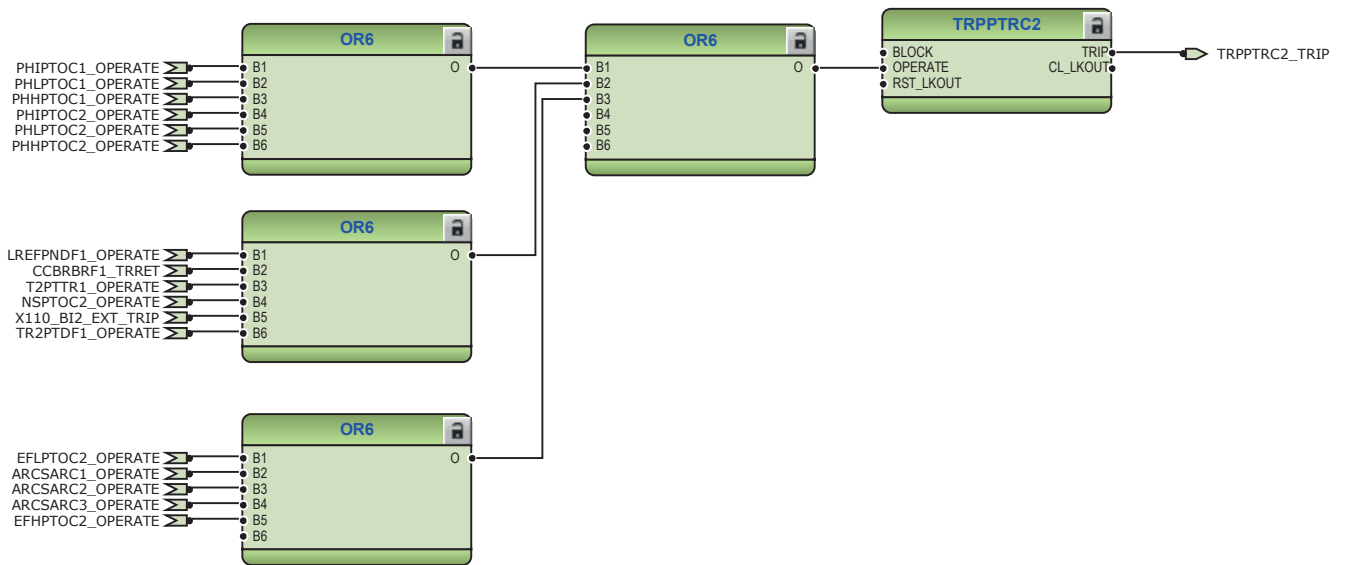 OR6
PHIPTOC1_OPERATE B1 O
PHLPTOC1_OPERATE B2
PHHPTOC1_OPERATE B3
PHIPTOC2_OPERATE B4
PHLPTOC2_OPERATE B5
PHHPTOC2_OPERATE B6
OR6
B1 O
B2
B3
B4
B5
B6
TRPPTRC2
BLOCK TRIP
OPERATE CL_LKOUT
RST_LKOUT
TRPPTRC2_TRIP
OR6
LREFPNDF1_OPERATE B1 O
CCBRBRF1_TRRET B2
T2PTTR1_OPERATE B3
NSPTOC2_OPERATE B4
X110_BI2_EXT_TRIP B5
TR2PTDF1_OPERATE B6
OR6
EFLPTOC2_OPERATE B1 O
ARCSARC1_OPERATE B2
ARCSARC2_OPERATE B3
ARCSARC3_OPERATE B4
EFHPTOC2_OPERATE B5
B6